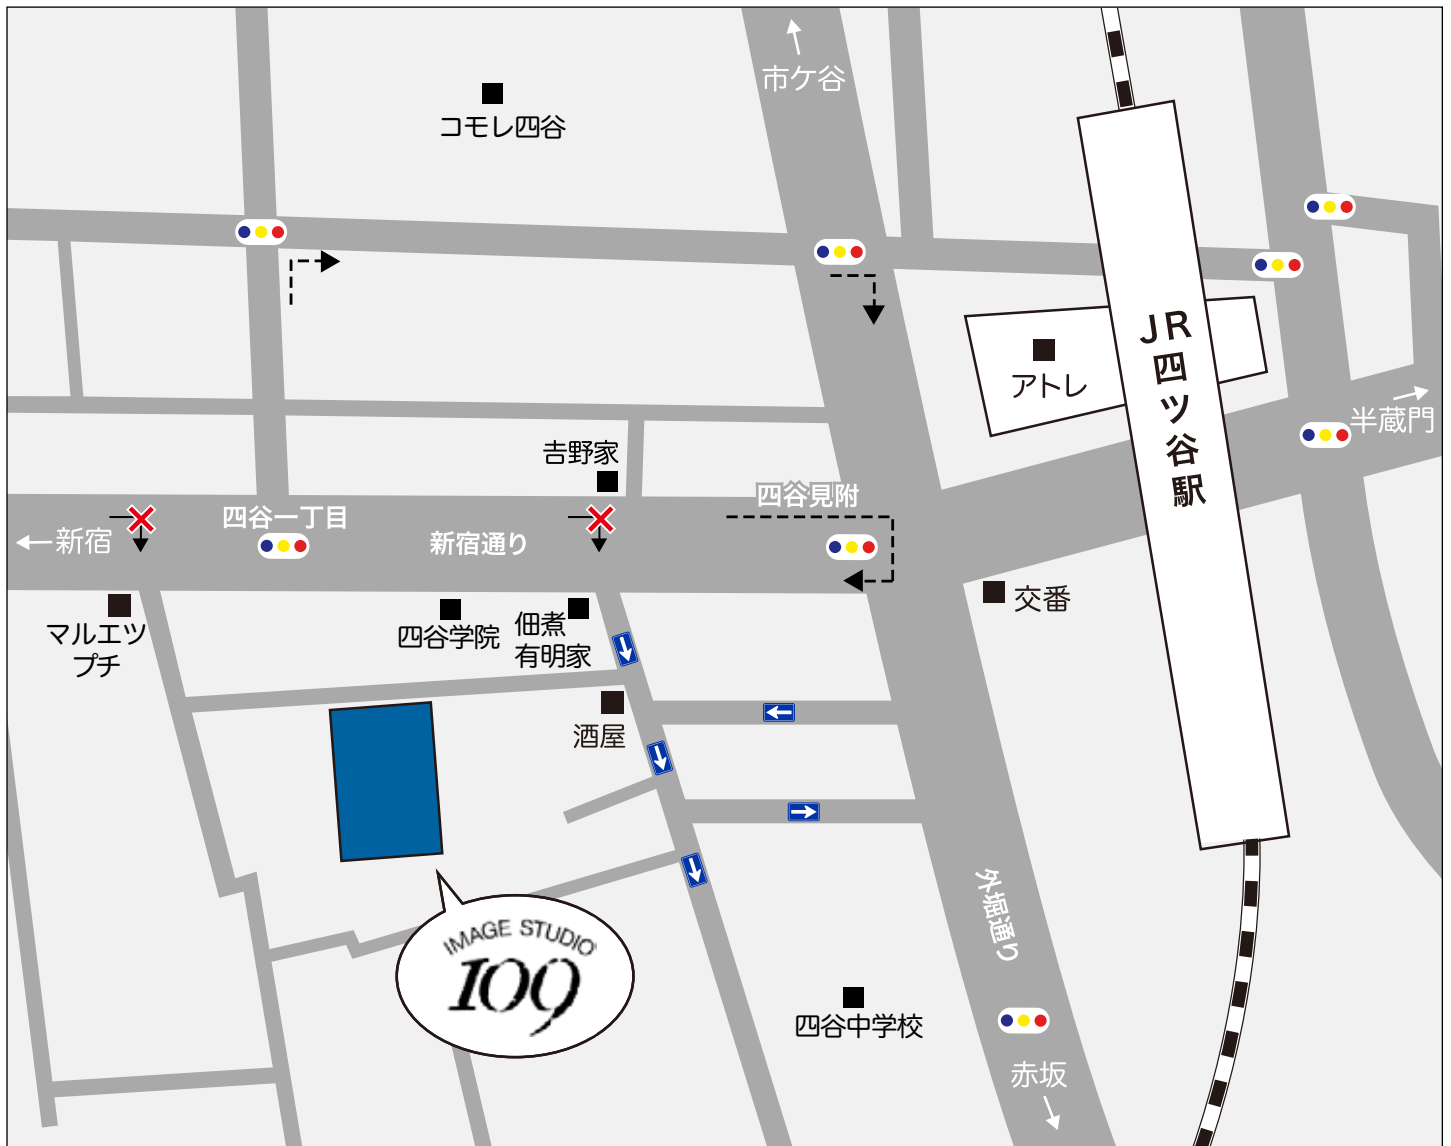 市ケ谷
コモレ四谷
JR四ツ谷駅
アトレ
半蔵門
𠮷野家
四谷見附
四谷一丁目
新宿
新宿通り
交番
マルエツ
プチ
四谷学院
佃煮
有明家
酒屋
外堀通り
IMAGE STUDIO
109
四谷中学校
赤坂